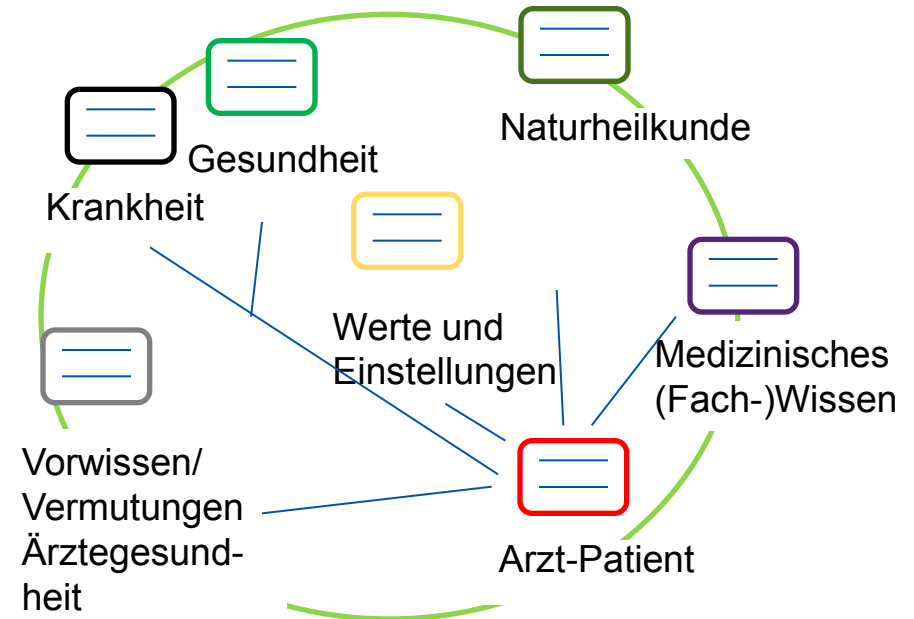 Naturheilkunde
Gesundheit
Krankheit
Werte und
Einstellungen
Medizinisches
(Fach-)Wissen
Vorwissen/
Vermutungen
Ärztegesund-
heit
Arzt-Patient